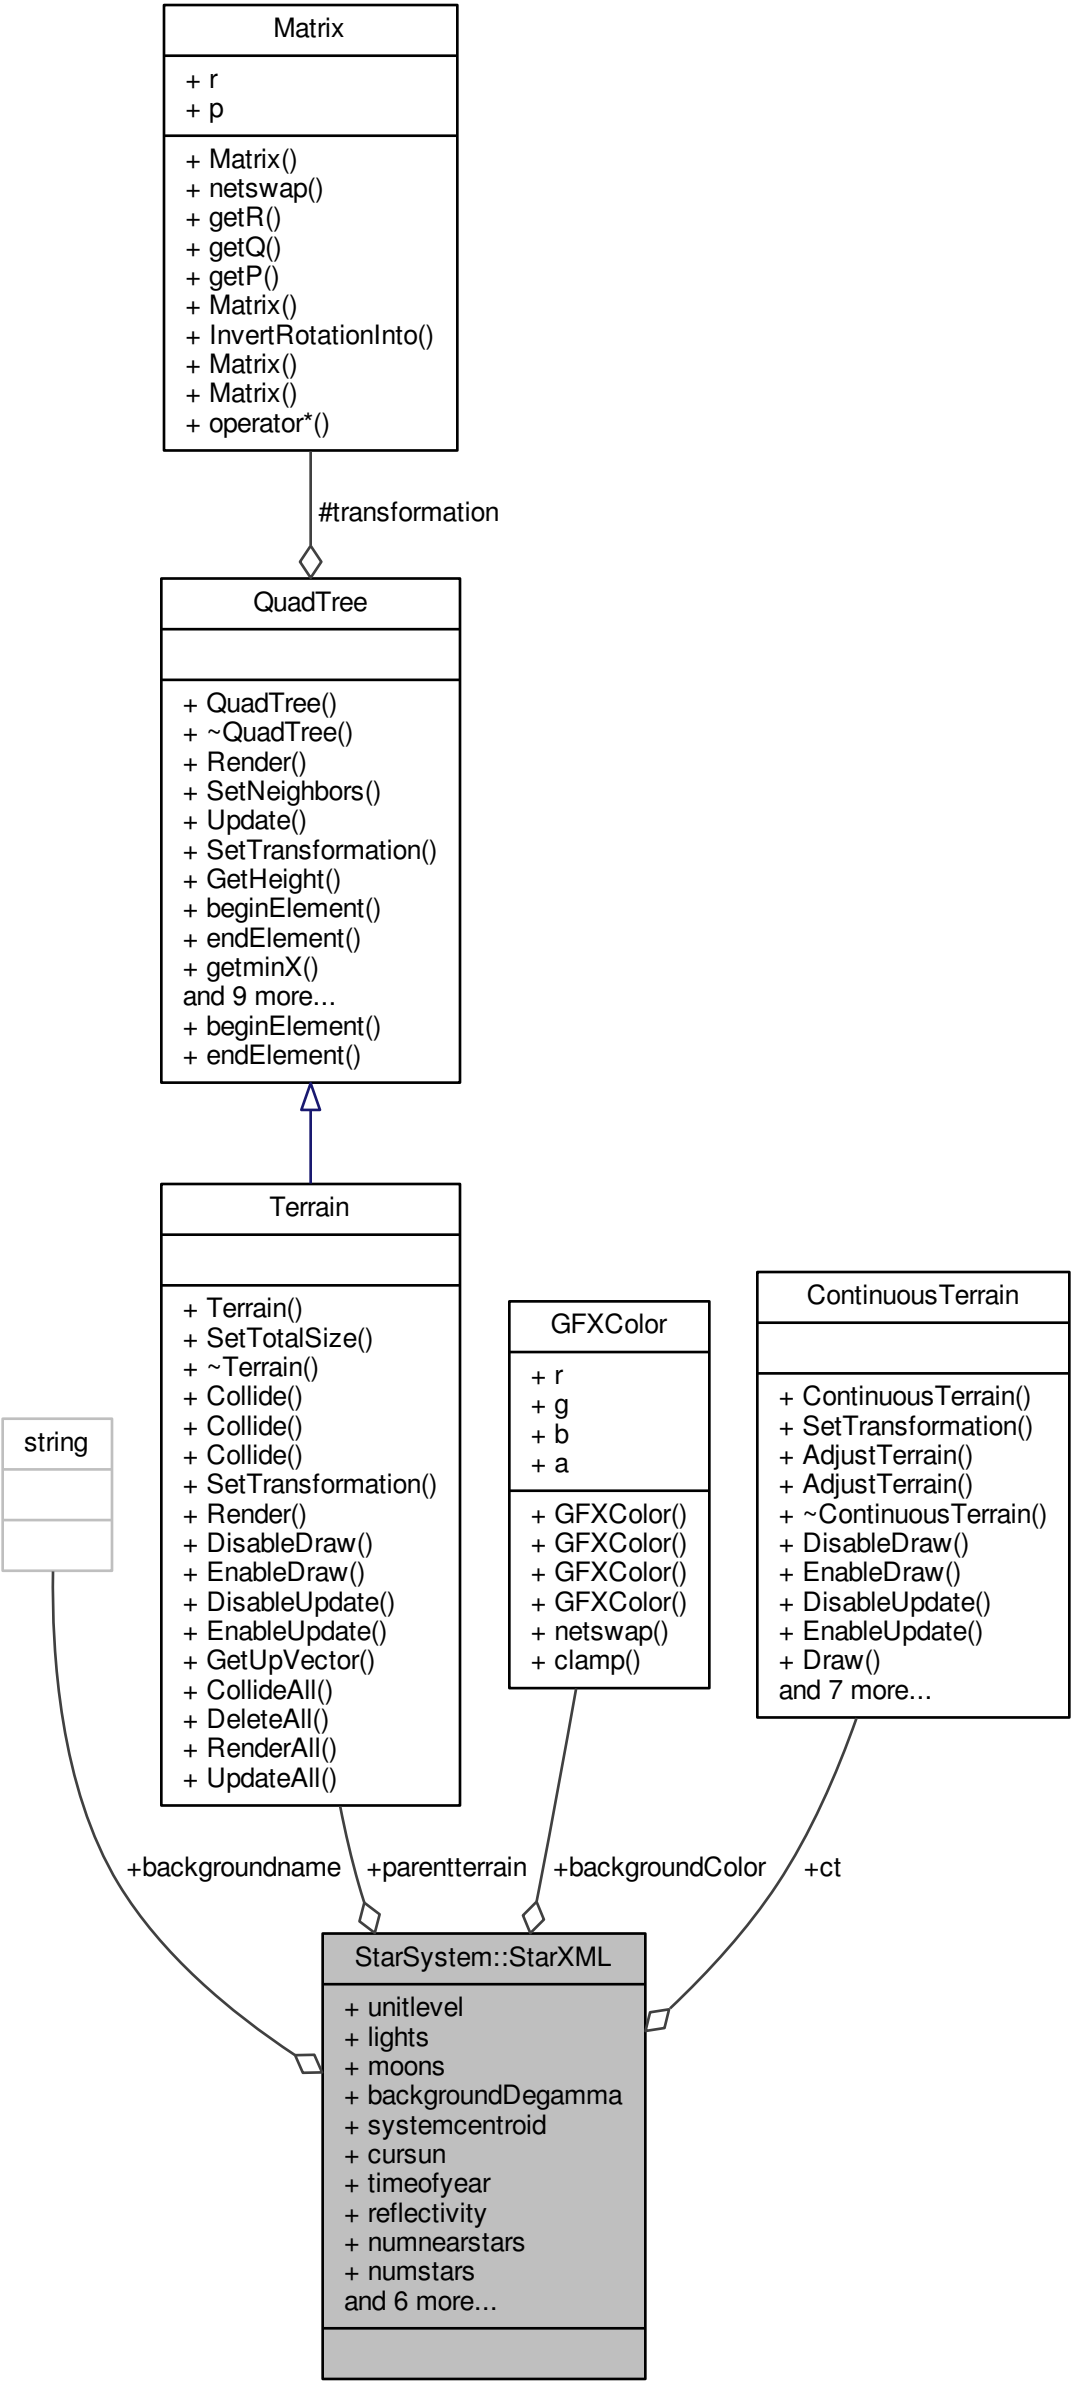 Matrix
+ r
+ p
+ Matrix()
+ netswap()
+ getR()
+ getQ()
+ getP()
+ Matrix()
+ InvertRotationInto()
+ Matrix()
+ Matrix()
+ operator*()
#transformation
QuadTree
+ QuadTree()
+ ~QuadTree()
+ Render()
+ SetNeighbors()
+ Update()
+ SetTransformation()
+ GetHeight()
+ beginElement()
+ endElement()
+ getminX()
and 9 more...
+ beginElement()
+ endElement()
Terrain
+ Terrain()
+ SetTotalSize()
+ ~Terrain()
+ Collide()
+ Collide()
+ Collide()
+ SetTransformation()
+ Render()
+ DisableDraw()
+ EnableDraw()
+ DisableUpdate()
+ EnableUpdate()
+ GetUpVector()
+ CollideAll()
+ DeleteAll()
+ RenderAll()
+ UpdateAll()
GFXColor
+ r
+ g
+ b
+ a
+ GFXColor()
+ GFXColor()
+ GFXColor()
+ GFXColor()
+ netswap()
+ clamp()
ContinuousTerrain
+ ContinuousTerrain()
+ SetTransformation()
+ AdjustTerrain()
+ AdjustTerrain()
+ ~ContinuousTerrain()
+ DisableDraw()
+ EnableDraw()
+ DisableUpdate()
+ EnableUpdate()
+ Draw()
and 7 more...
string
+backgroundname
+parentterrain
+backgroundColor
+ct
StarSystem::StarXML
+ unitlevel
+ lights
+ moons
+ backgroundDegamma
+ systemcentroid
+ cursun
+ timeofyear
+ reflectivity
+ numnearstars
+ numstars
and 6 more...